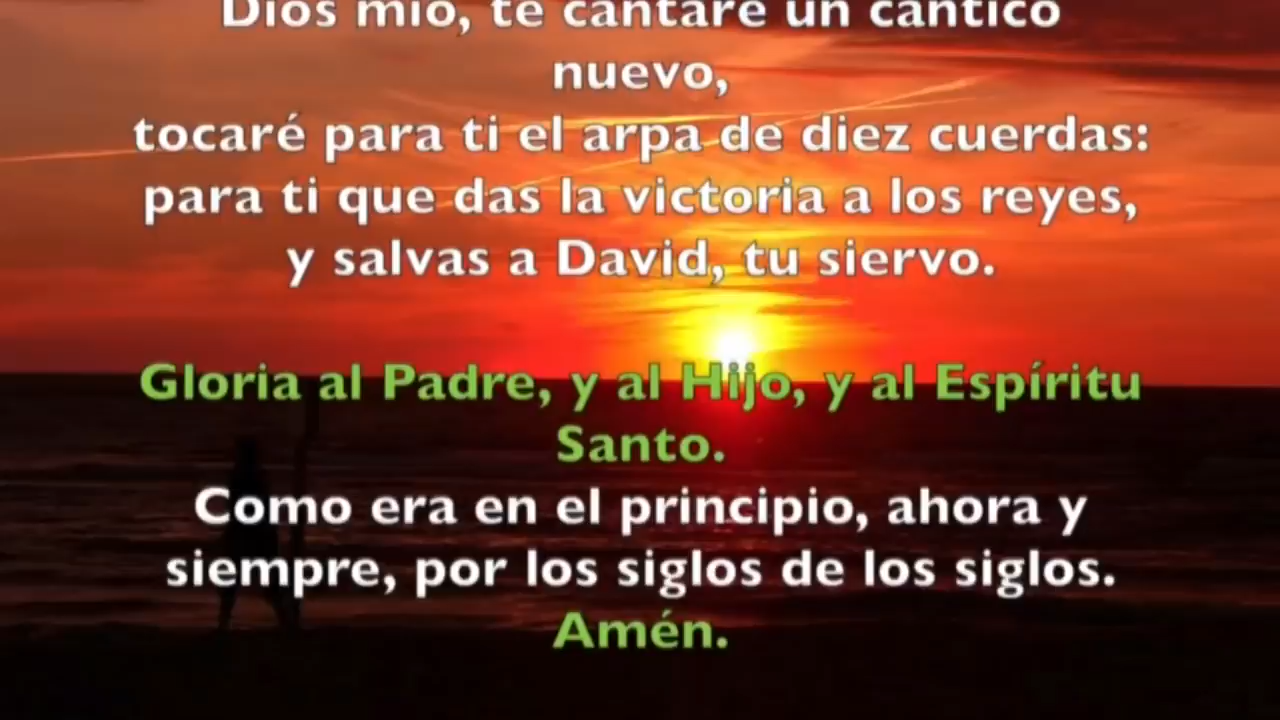 Dios mío, te cantaré un cántico
nuevo,
tocaré para ti el arpa de diez cuerdas:
para ti que das la victoria a los reyes,
y salvas a David, tu siervo.
Gloria al Padre, y al Hijo, y al Espíritu
Santo.
Como era en el principio, ahora y
siempre, por los siglos de los siglos.
Amén.